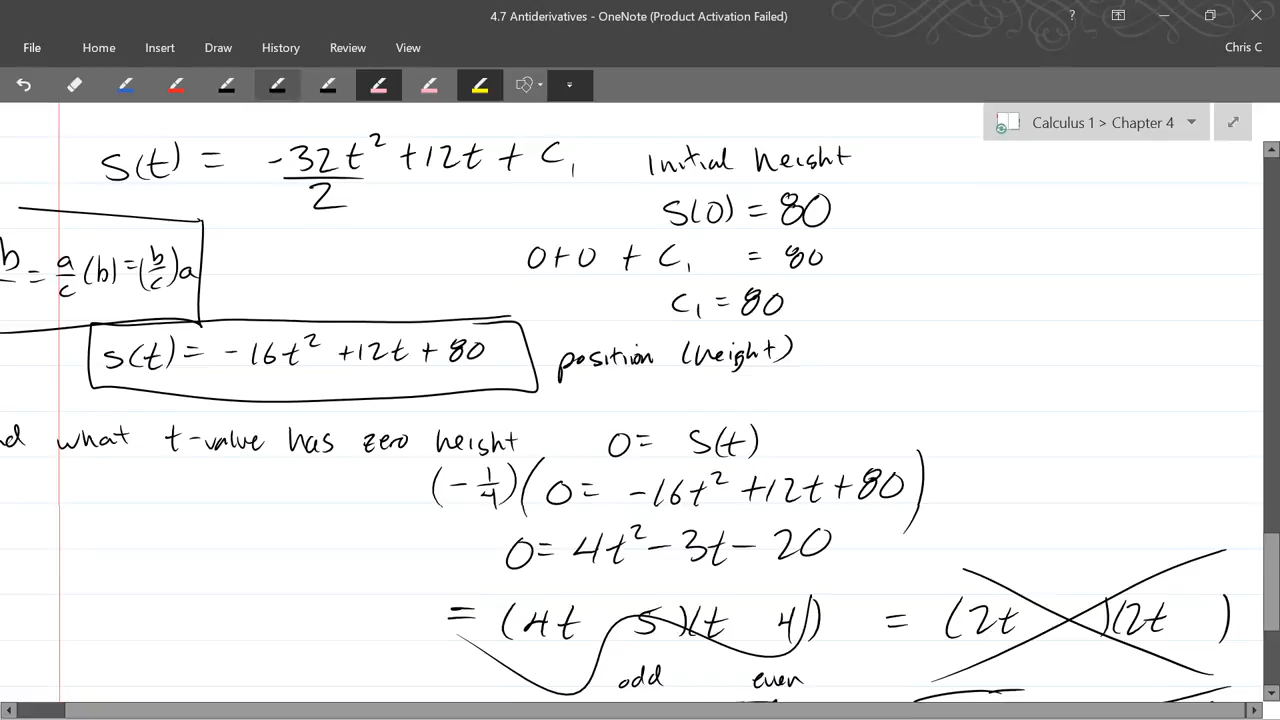 4.7 Antiderivatives - OneNote (Product Activation Failed)
?
File Home Insert Draw History Review View
Chris C
Calculus 1 > Chapter 4
s(t) = -32t²/2 + 12t + C₁
Initial height
s(0) = 80
0+0 + C₁ = 80
C₁ = 80
b = a/c (b) = (b/c)a
s(t) = -16t² +12t + 80
position (height)
what t-value has zero height 0 = s(t)
(-1/4)(0 = -16t² +12t+80)
0 = 4t² - 3t - 20
= (4t 5)(t 4) = (2t )(2t )
odd even